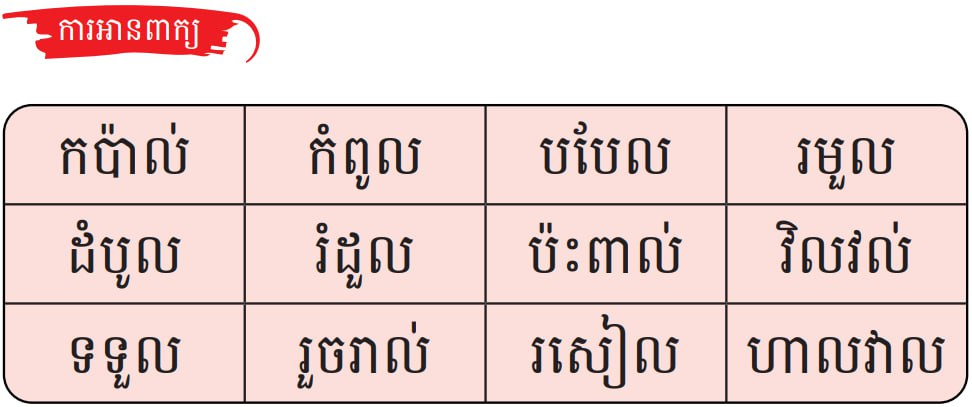 ការអានពាក្យ
កប៉ាល់ កំពូល បបែល រមួល
ដំបូល រំដួល ប៉ះពាល់ វិលវល់
ទទួល រួចរាល់ រសៀល ហាលវាល